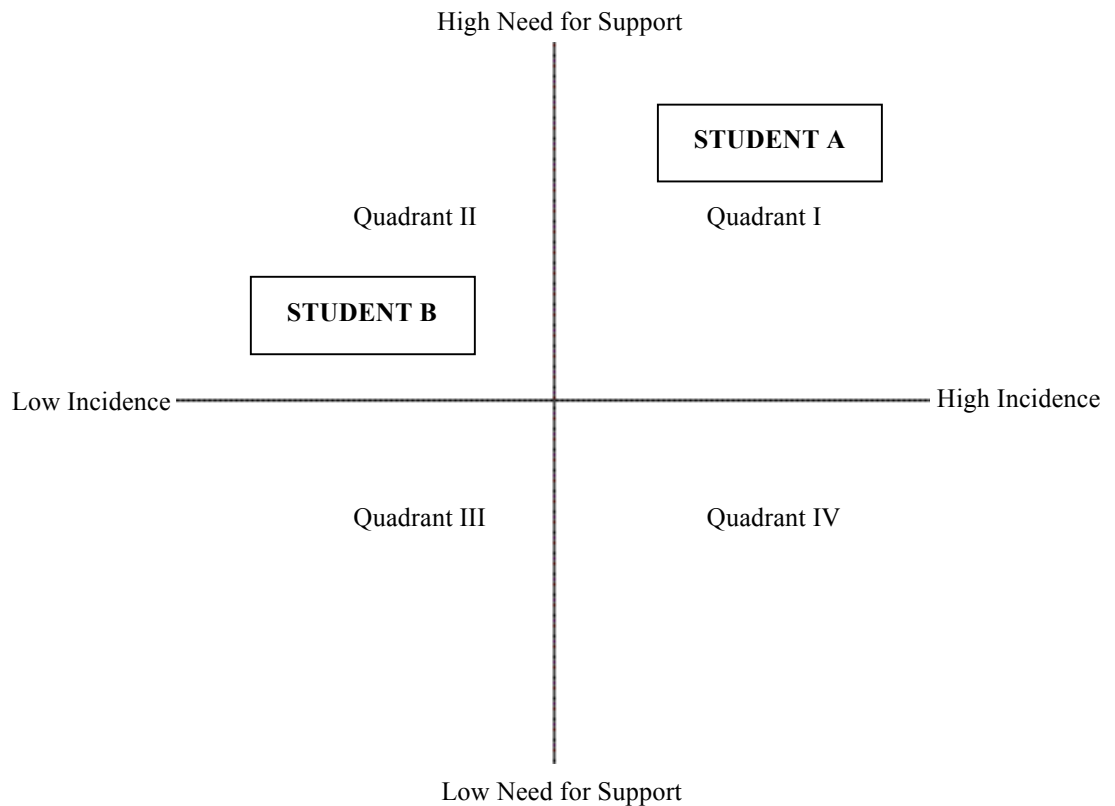 High Need for Support
STUDENT A
Quadrant II
Quadrant I
STUDENT B
Low Incidence
High Incidence
Quadrant III
Quadrant IV
Low Need for Support